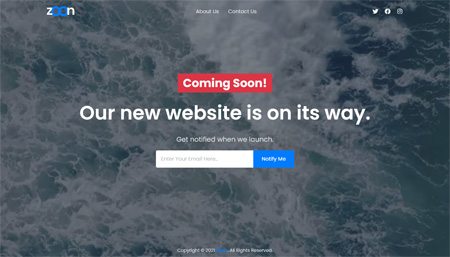 zoon
About Us
Contact Us
Coming Soon!
Our new website is on its way.
Get notified when we launch.
Enter Your Email Here..
Notify Me
Copyright © 2021 Zoon. All Rights Reserved